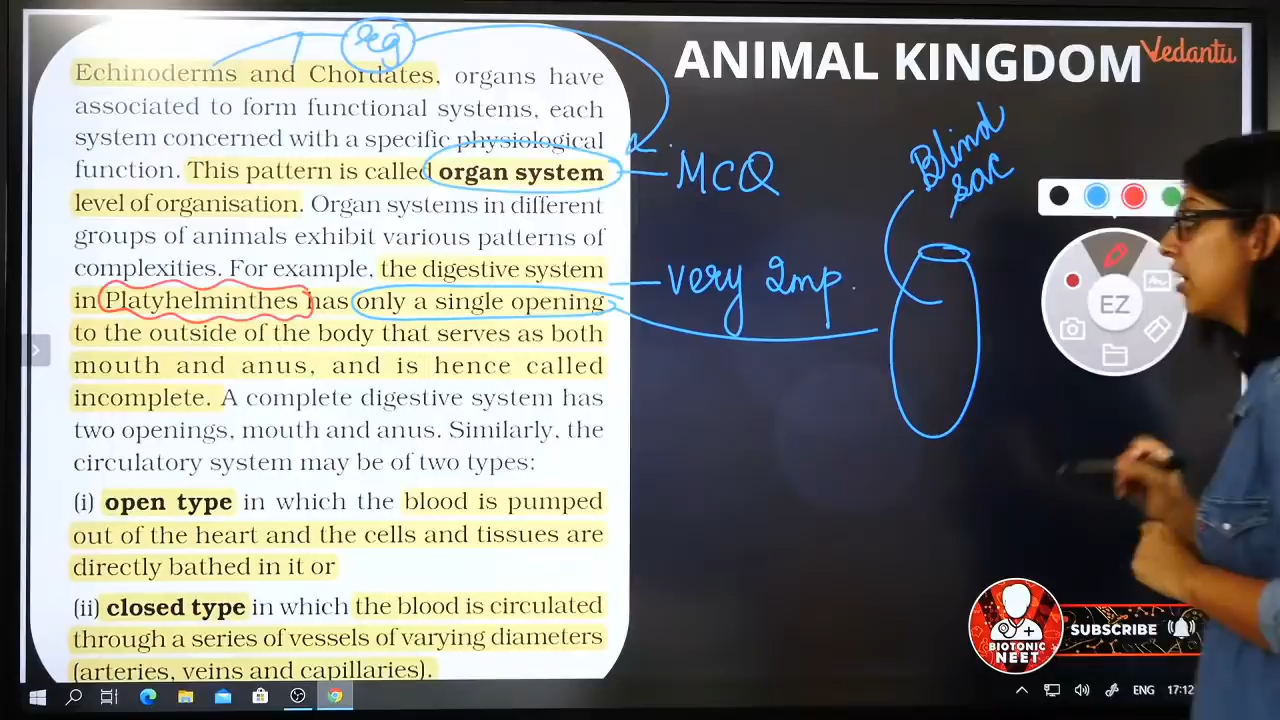 eg
ANIMAL KINGDOM
Vedantu
Echinoderms and Chordates, organs have
associated to form functional systems, each
system concerned with a specific physiological
function. This pattern is called organ system
level of organisation. Organ systems in different
groups of animals exhibit various patterns of
complexities. For example, the digestive system
in Platyhelminthes has only a single opening
to the outside of the body that serves as both
mouth and anus, and is hence called
incomplete. A complete digestive system has
two openings, mouth and anus. Similarly, the
circulatory system may be of two types:
(i) open type in which the blood is pumped
out of the heart and the cells and tissues are
directly bathed in it or
(ii) closed type in which the blood is circulated
through a series of vessels of varying diameters
(arteries, veins and capillaries).
MCQ
very Imp.
Blind
sac
EZ
BIOTONIC
NEET
SUBSCRIBE
ENG 17:12